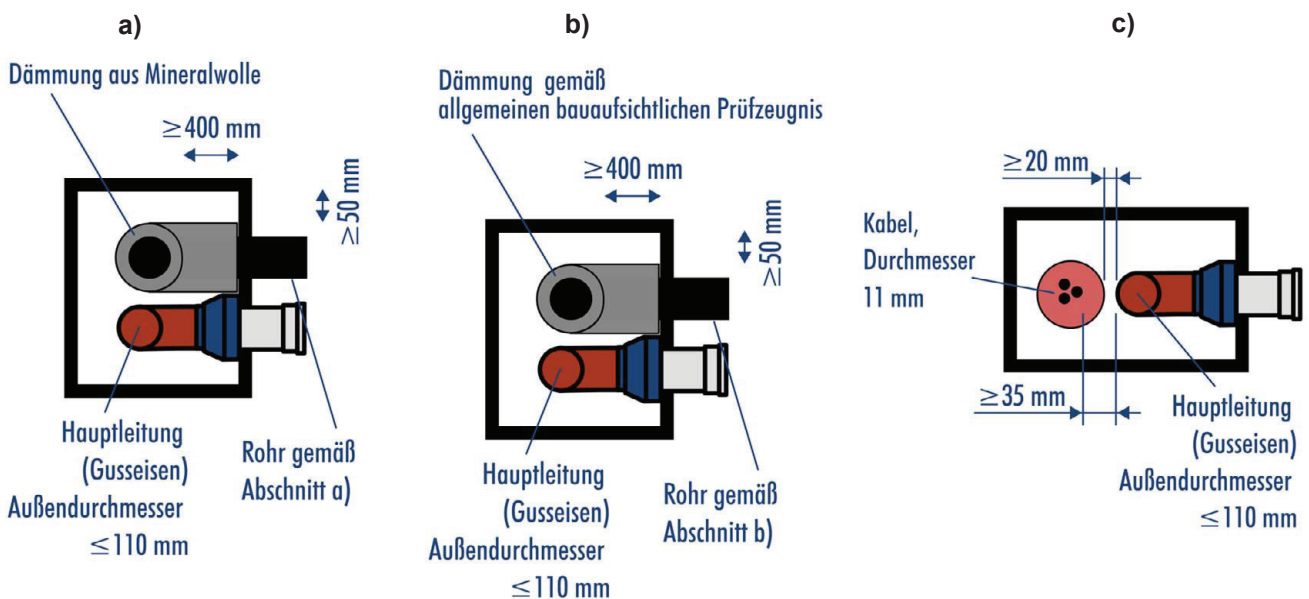 a)
Dämmung aus Mineralwolle
≥400 mm
≥50 mm
Hauptleitung
(Gusseisen)
Außendurchmesser
≤110 mm
Rohr gemäß
Abschnitt a)
b)
Dämmung gemäß
allgemeinen bauaufsichtlichen Prüfzeugnis
≥400 mm
≥50 mm
Hauptleitung
(Gusseisen)
Außendurchmesser
≤110 mm
Rohr gemäß
Abschnitt b)
c)
≥20 mm
Kabel,
Durchmesser
11 mm
≥35 mm
Hauptleitung
(Gusseisen)
Außendurchmesser
≤110 mm